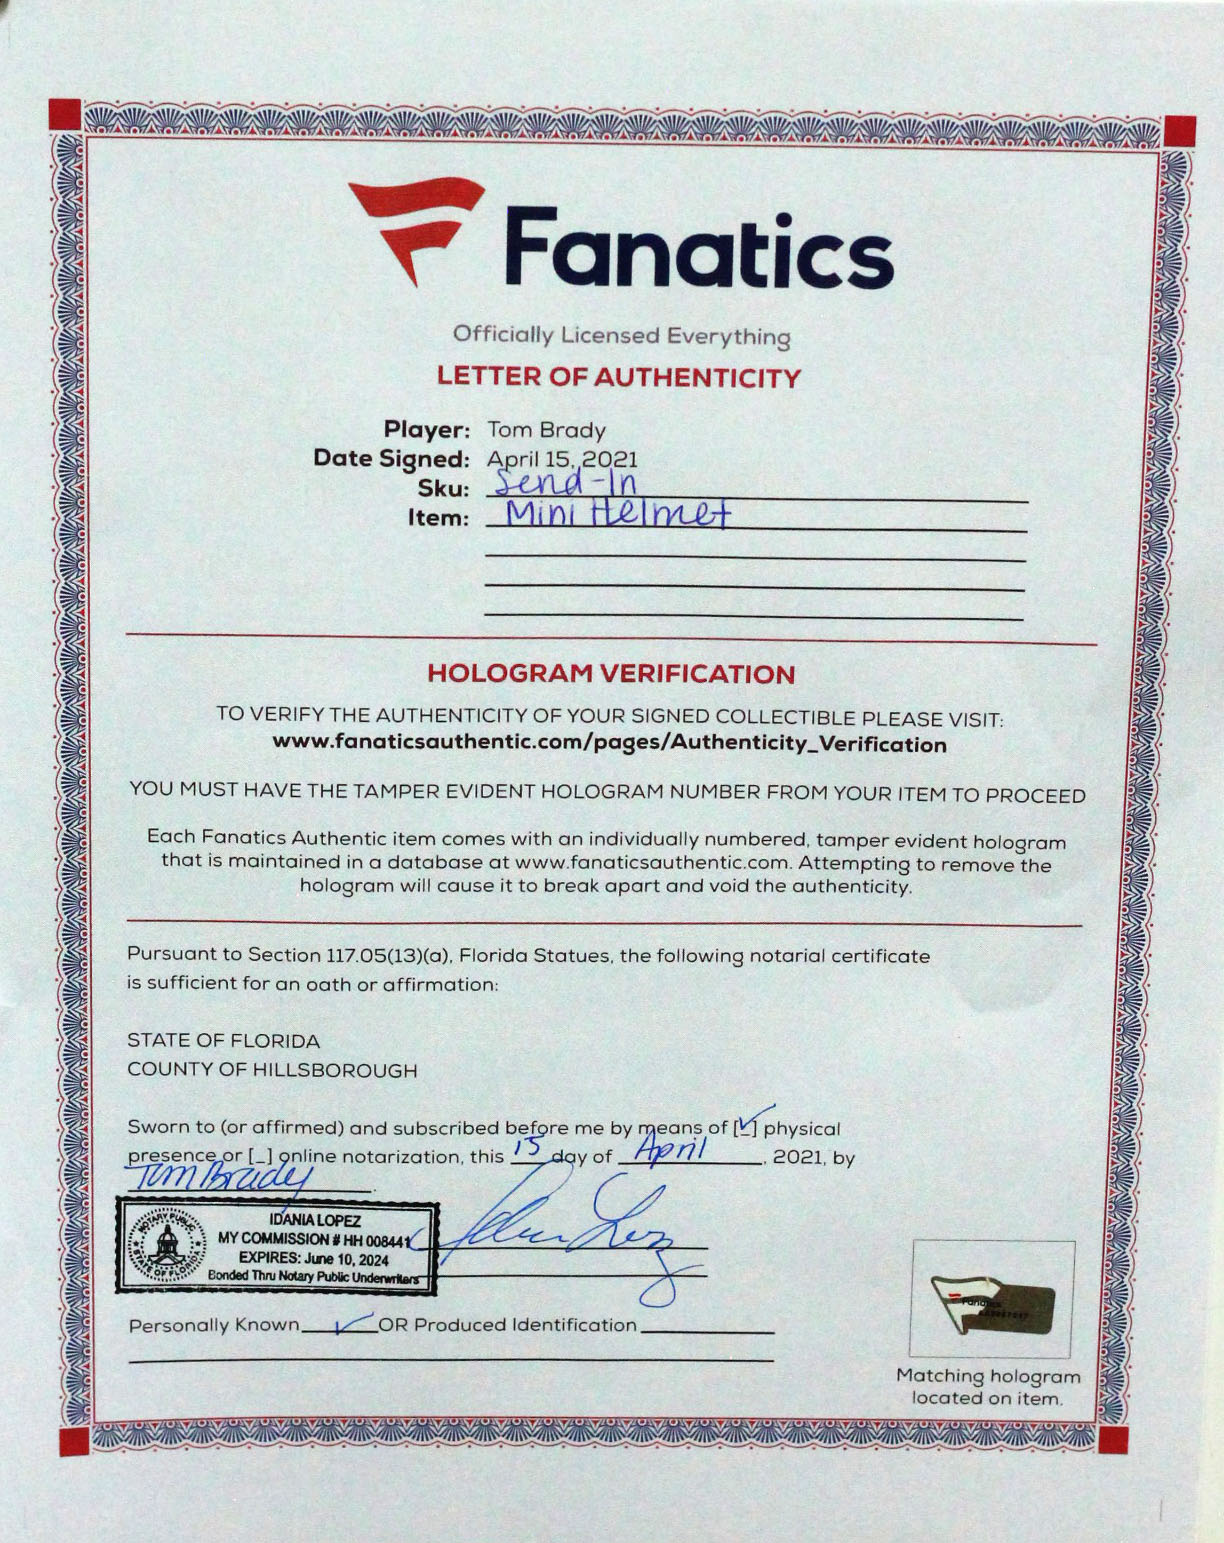 Fanatics
Officially Licensed Everything
LETTER OF AUTHENTICITY
Player: Tom Brady
Date Signed: April 15, 2021
Sku: Send-In
Item: Mini Helmet
HOLOGRAM VERIFICATION
TO VERIFY THE AUTHENTICITY OF YOUR SIGNED COLLECTIBLE PLEASE VISIT:
www.fanaticsauthentic.com/pages/Authenticity_Verification
YOU MUST HAVE THE TAMPER EVIDENT HOLOGRAM NUMBER FROM YOUR ITEM TO PROCEED
Each Fanatics Authentic item comes with an individually numbered, tamper evident hologram
that is maintained in a database at www.fanaticsauthentic.com. Attempting to remove the
hologram will cause it to break apart and void the authenticity.
Pursuant to Section 117.05(13)(a), Florida Statues, the following notarial certificate
is sufficient for an oath or affirmation:
STATE OF FLORIDA
COUNTY OF HILLSBOROUGH
Sworn to (or affirmed) and subscribed before me by means of [✓] physical
presence or [_] online notarization, this 15 day of April, 2021, by
Tom Brady.
NOTARY PUBLIC
STATE OF FLORIDA
IDANIA LOPEZ
MY COMMISSION # HH 008441
EXPIRES: June 10, 2024
Bonded Thru Notary Public Underwriters
Personally Known ✓ OR Produced Identification
Fanatics
Matching hologram
located on item.